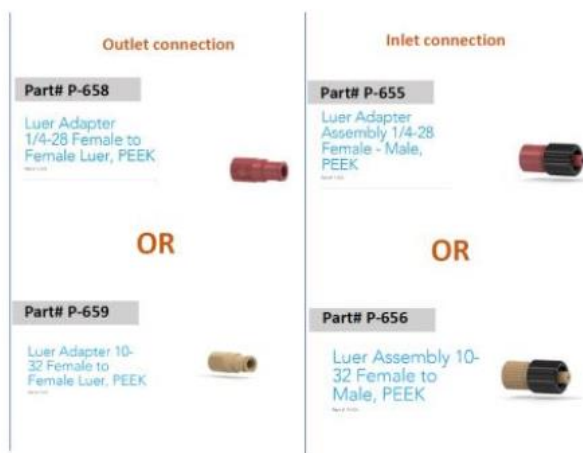 Outlet connection
Part# P-658
Luer Adapter
1/4-28 Female to
Female Luer, PEEK
OR
Part# P-659
Luer Adapter 10-
32 Female to
Female Luer, PEEK
Inlet connection
Part# P-655
Luer Adapter
Assembly 1/4-28
Female - Male,
PEEK
OR
Part# P-656
Luer Assembly 10-
32 Female to
Male, PEEK